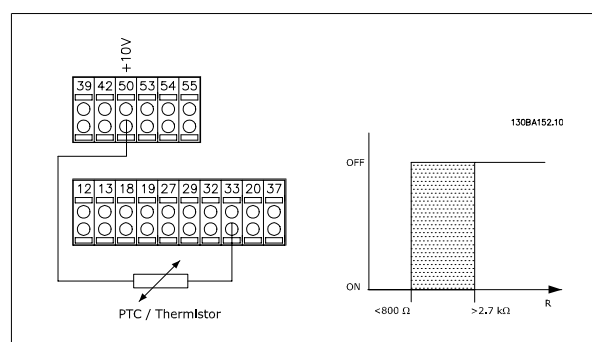 +10V
39 42 50 53 54 55
130BA152.10
OFF
12 13 18 19 27 29 32 33 20 37
ON
R
<800 Ω
>2.7 kΩ
PTC / Thermistor